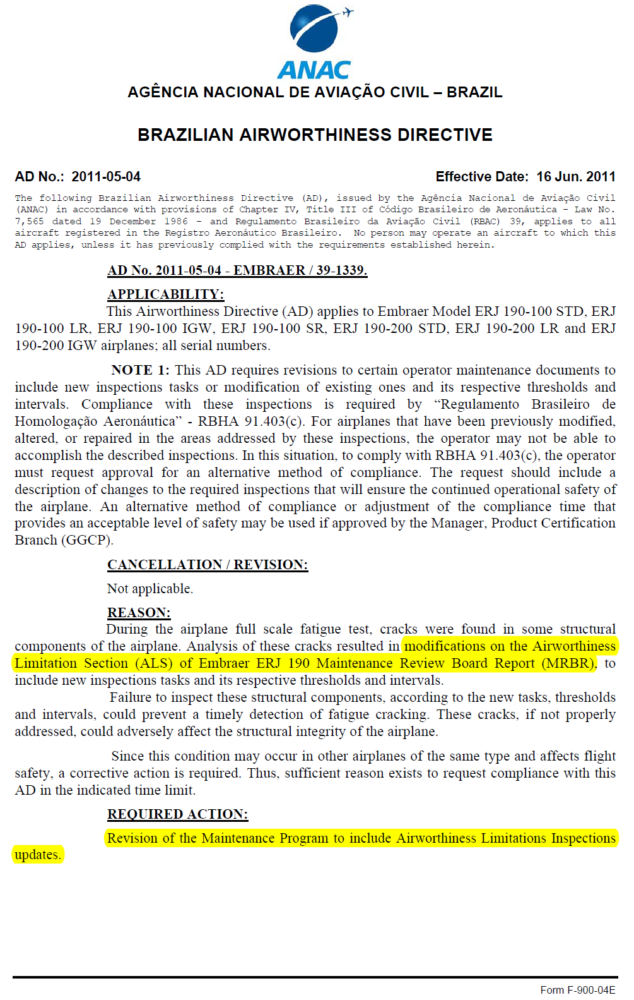 ANAC
AGÊNCIA NACIONAL DE AVIAÇÃO CIVIL – BRAZIL
BRAZILIAN AIRWORTHINESS DIRECTIVE
AD No.: 2011-05-04 Effective Date: 16 Jun. 2011
The following Brazilian Airworthiness Directive (AD), issued by the Agência Nacional de Aviação Civil
(ANAC) in accordance with provisions of Chapter IV, Title III of Código Brasileiro de Aeronáutica - Law No.
7,565 dated 19 December 1986 - and Regulamento Brasileiro da Aviação Civil (RBAC) 39, applies to all
aircraft registered in the Registro Aeronáutico Brasileiro. No person may operate an aircraft to which this
AD applies, unless it has previously complied with the requirements established herein.
AD No. 2011-05-04 - EMBRAER / 39-1339.
APPLICABILITY:
This Airworthiness Directive (AD) applies to Embraer Model ERJ 190-100 STD, ERJ
190-100 LR, ERJ 190-100 IGW, ERJ 190-100 SR, ERJ 190-200 STD, ERJ 190-200 LR and ERJ
190-200 IGW airplanes; all serial numbers.
NOTE 1: This AD requires revisions to certain operator maintenance documents to
include new inspections tasks or modification of existing ones and its respective thresholds and
intervals. Compliance with these inspections is required by “Regulamento Brasileiro de
Homologação Aeronáutica” - RBHA 91.403(c). For airplanes that have been previously modified,
altered, or repaired in the areas addressed by these inspections, the operator may not be able to
accomplish the described inspections. In this situation, to comply with RBHA 91.403(c), the operator
must request approval for an alternative method of compliance. The request should include a
description of changes to the required inspections that will ensure the continued operational safety of
the airplane. An alternative method of compliance or adjustment of the compliance time that
provides an acceptable level of safety may be used if approved by the Manager, Product Certification
Branch (GGCP).
CANCELLATION / REVISION:
Not applicable.
REASON:
During the airplane full scale fatigue test, cracks were found in some structural
components of the airplane. Analysis of these cracks resulted in modifications on the Airworthiness
Limitation Section (ALS) of Embraer ERJ 190 Maintenance Review Board Report (MRBR), to
include new inspections tasks and its respective thresholds and intervals.
Failure to inspect these structural components, according to the new tasks, thresholds
and intervals, could prevent a timely detection of fatigue cracking. These cracks, if not properly
addressed, could adversely affect the structural integrity of the airplane.
Since this condition may occur in other airplanes of the same type and affects flight
safety, a corrective action is required. Thus, sufficient reason exists to request compliance with this
AD in the indicated time limit.
REQUIRED ACTION:
Revision of the Maintenance Program to include Airworthiness Limitations Inspections
updates.
Form F-900-04E